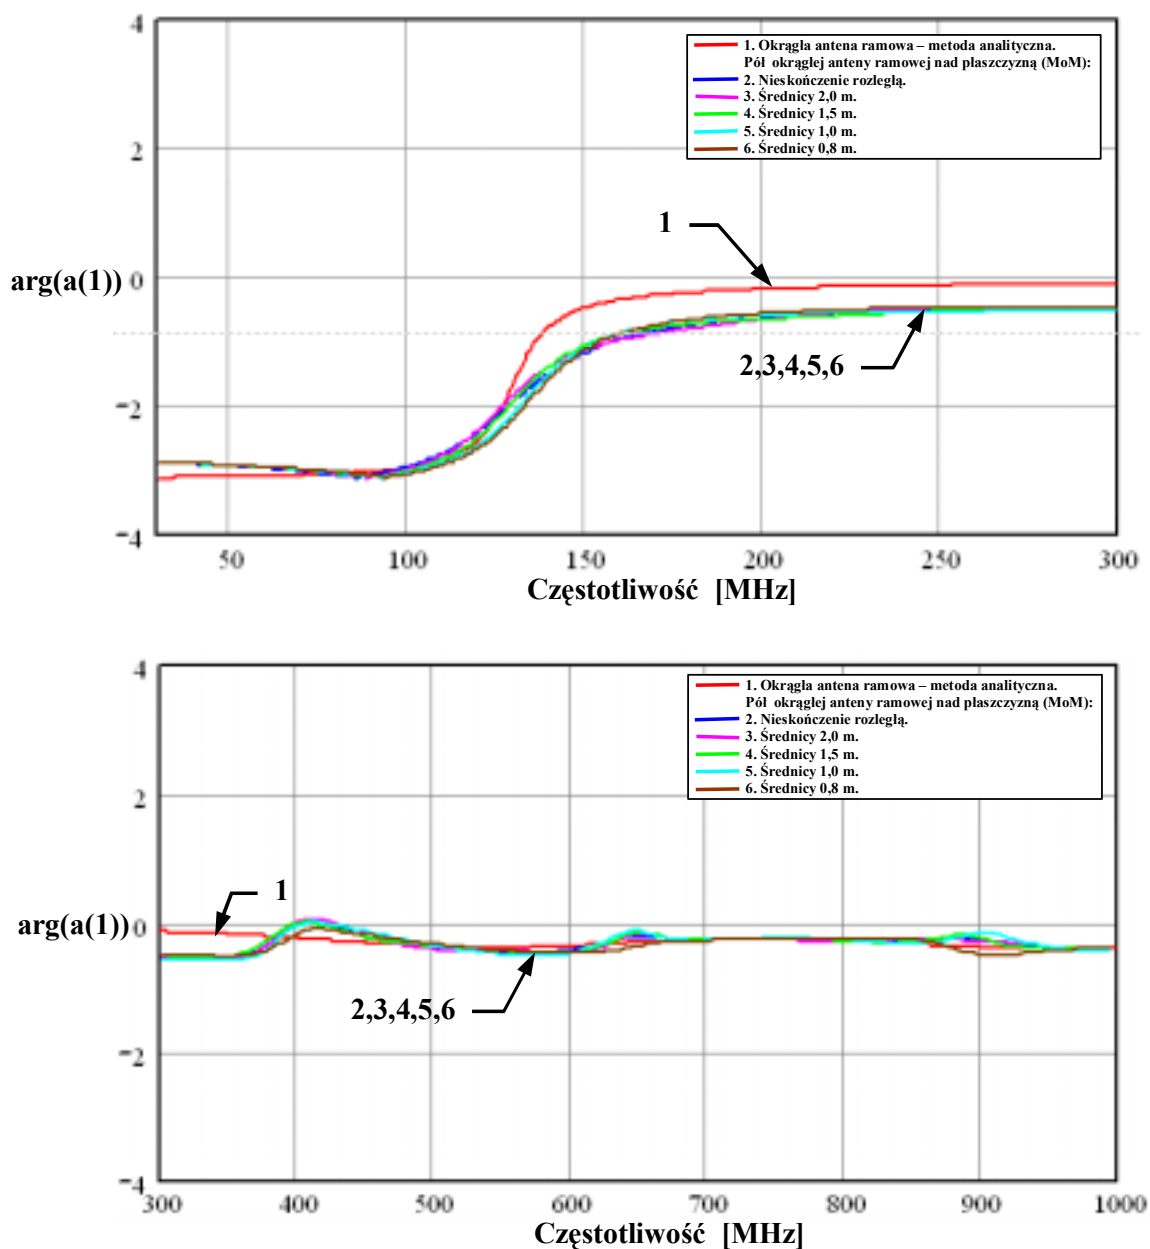 4
1. Okrągła antena ramowa – metoda analityczna.
Pół okrągłej anteny ramowej nad płaszczyzną (MoM):
2. Nieskończenie rozległą.
3. Średnicy 2,0 m.
4. Średnicy 1,5 m.
5. Średnicy 1,0 m.
6. Średnicy 0,8 m.
2
1
arg(a(1))
0
2,3,4,5,6
−2
−4
50 100 150 200 250 300
Częstotliwość [MHz]
4
1. Okrągła antena ramowa – metoda analityczna.
Pół okrągłej anteny ramowej nad płaszczyzną (MoM):
2. Nieskończenie rozległą.
3. Średnicy 2,0 m.
4. Średnicy 1,5 m.
5. Średnicy 1,0 m.
6. Średnicy 0,8 m.
2
1
arg(a(1))
0
2,3,4,5,6
−2
−4
300 400 500 600 700 800 900 1000
Częstotliwość [MHz]